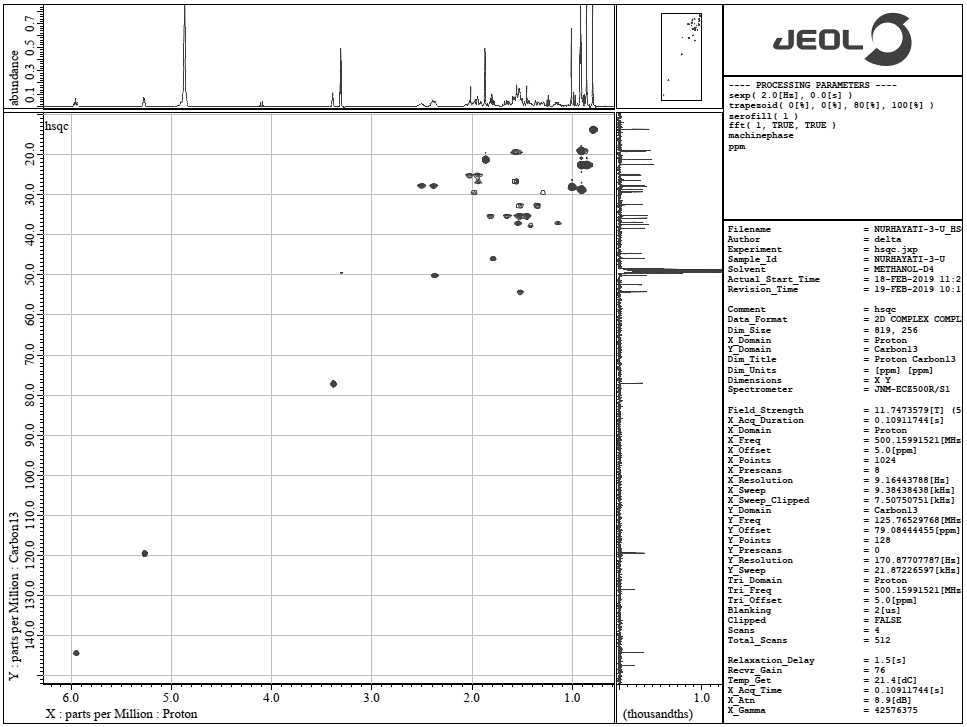 abundance
0.1 0.3 0.5 0.7
JEOL
---- PROCESSING PARAMETERS ----
sexp( 2.0[Hz], 0.0[s] )
trapesoid( 0[%], 0[%], 80[%], 100[%] )
zerofill( 1 )
fft( 1, TRUE, TRUE )
machinephase
ppm
hsqc
Y : parts per Million : Carbon13
20.0
30.0
40.0
50.0
60.0
70.0
80.0
90.0
100.0
110.0
120.0
130.0
140.0
6.0 5.0 4.0 3.0 2.0 1.0
X : parts per Million : Proton
1.0
(thousandths)
Filename = NURHAYATI-3-U_HS
Author = delta
Experiment = hsqc.jxp
Sample_Id = NURHAYATI-3-U
Solvent = METHANOL-D4
Actual_Start_Time = 18-FEB-2019 11:2
Revision_Time = 19-FEB-2019 10:1
Comment = hsqc
Data_Format = 2D COMPLEX COMPL
Dim_Size = 819, 256
X_Domain = Proton
Y_Domain = Carbon13
Dim_Title = Proton Carbon13
Dim_Units = [ppm] [ppm]
Dimensions = X Y
Spectrometer = JNM-ECZ500R/S1
Field_Strength = 11.7473579[T] (5
X_Acq_Duration = 0.10911744[s]
X_Domain = Proton
X_Freq = 500.15991521[MHz
X_Offset = 5.0[ppm]
X_Points = 1024
X_Prescans = 8
X_Resolution = 9.16443788[Hz]
X_Sweep = 9.38438438[kHz]
X_Sweep_Clipped = 7.50750751[kHz]
Y_Domain = Carbon13
Y_Freq = 125.76529768[MHz
Y_Offset = 79.08444455[ppm]
Y_Points = 128
Y_Prescans = 0
Y_Resolution = 170.87707787[Hz]
Y_Sweep = 21.87226597[kHz]
Tri_Domain = Proton
Tri_Freq = 500.15991521[MHz
Tri_Offset = 5.0[ppm]
Blanking = 2[us]
Clipped = FALSE
Scans = 4
Total_Scans = 512
Relaxation_Delay = 1.5[s]
Recvr_Gain = 76
Temp_Get = 21.4[dC]
X_Acq_Time = 0.10911744[s]
X_Atn = 8.9[dB]
X_Gamma = 42576375